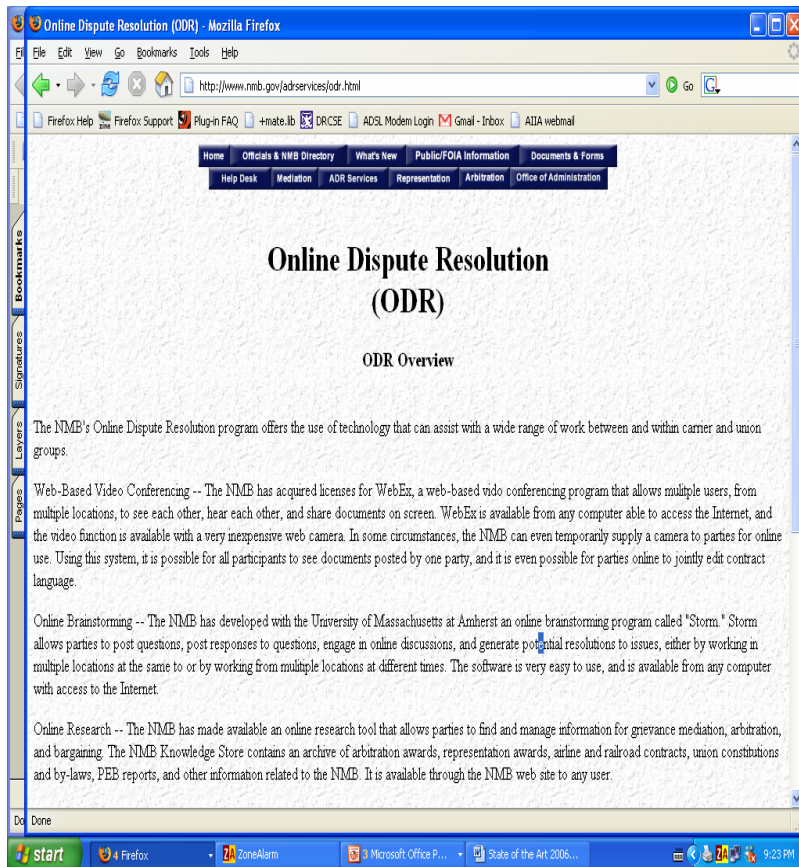 Online Dispute Resolution (ODR) - Mozilla Firefox
File Edit View Go Bookmarks Tools Help
http://www.nmb.gov/adrservices/odr.html Go G
Firefox Help Firefox Support Plug-in FAQ +mate.lib DRCSE ADSL Modem Login Gmail - Inbox AIIA webmail
Home Officials & NMB Directory What's New Public/FOIA Information Documents & Forms
Help Desk Mediation ADR Services Representation Arbitration Office of Administration
Bookmarks
Signatures
Layers
Pages
Online Dispute Resolution
(ODR)
ODR Overview
The NMB's Online Dispute Resolution program offers the use of technology that can assist with a wide range of work between and within carrier and union
groups.
Web-Based Video Conferencing -- The NMB has acquired licenses for WebEx, a web-based vido conferencing program that allows mulitple users, from
multiple locations, to see each other, hear each other, and share documents on screen. WebEx is available from any computer able to access the Internet, and
the video function is available with a very inexpensive web camera. In some circumstances, the NMB can even temporarily supply a camera to parties for online
use. Using this system, it is possible for all participants to see documents posted by one party, and it is even possible for parties online to jointly edit contract
language.
Online Brainstorming -- The NMB has developed with the University of Massachusetts at Amherst an online brainstorming program called "Storm." Storm
allows parties to post questions, post responses to questions, engage in online discussions, and generate potential resolutions to issues, either by working in
multiple locations at the same to or by working from mulitiple locations at different times. The software is very easy to use, and is available from any computer
with access to the Internet.
Online Research -- The NMB has made available an online research tool that allows parties to find and manage information for grievance mediation, arbitration,
and bargaining. The NMB Knowledge Store contains an archive of arbitration awards, representation awards, airline and railroad contracts, union constitutions
and by-laws, PEB reports, and other information related to the NMB. It is available through the NMB web site to any user.
Do Done
start 4 Firefox ZA ZoneAlarm 3 Microsoft Office P... State of the Art 2006... ZA 9:23 PM